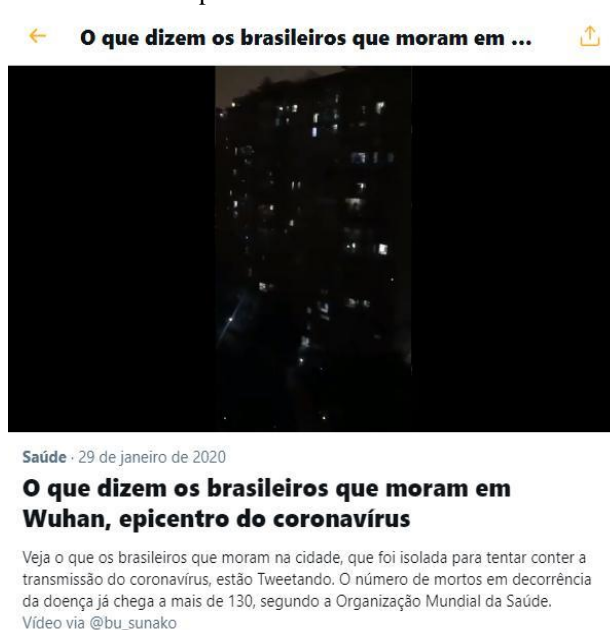 O que dizem os brasileiros que moram em ...
Saúde · 29 de janeiro de 2020
O que dizem os brasileiros que moram em
Wuhan, epicentro do coronavírus
Veja o que os brasileiros que moram na cidade, que foi isolada para tentar conter a
transmissão do coronavírus, estão Tweetando. O número de mortos em decorrência
da doença já chega a mais de 130, segundo a Organização Mundial da Saúde.
Vídeo via @bu_sunako